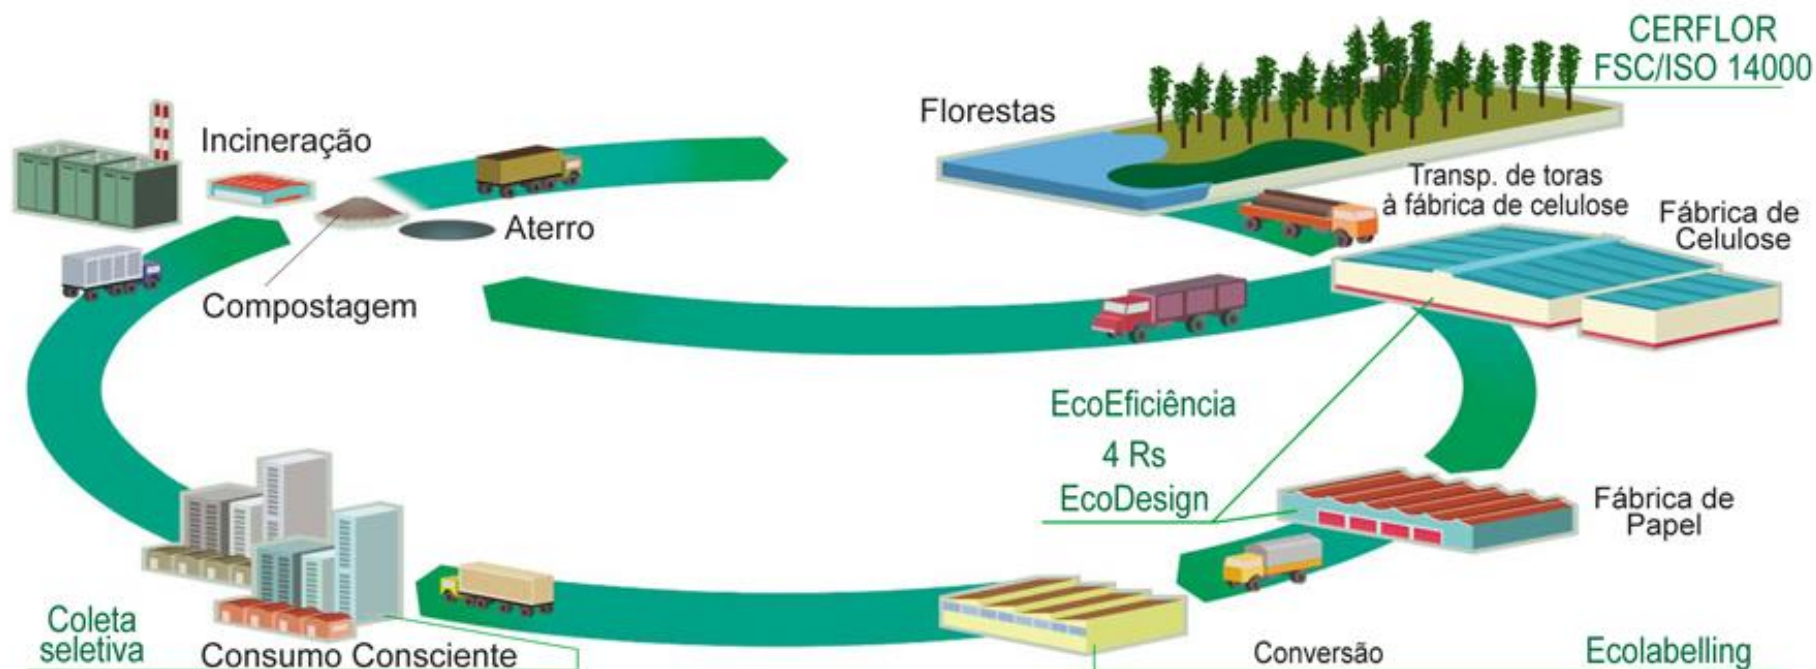 CERFLOR
FSC/ISO 14000
Florestas
Incineração
Transp. de toras
à fábrica de celulose
Fábrica de
Celulose
Aterro
Compostagem
EcoEficiência
4 Rs
EcoDesign
Fábrica de
Papel
Coleta
seletiva
Consumo Consciente
Conversão
Ecolabelling